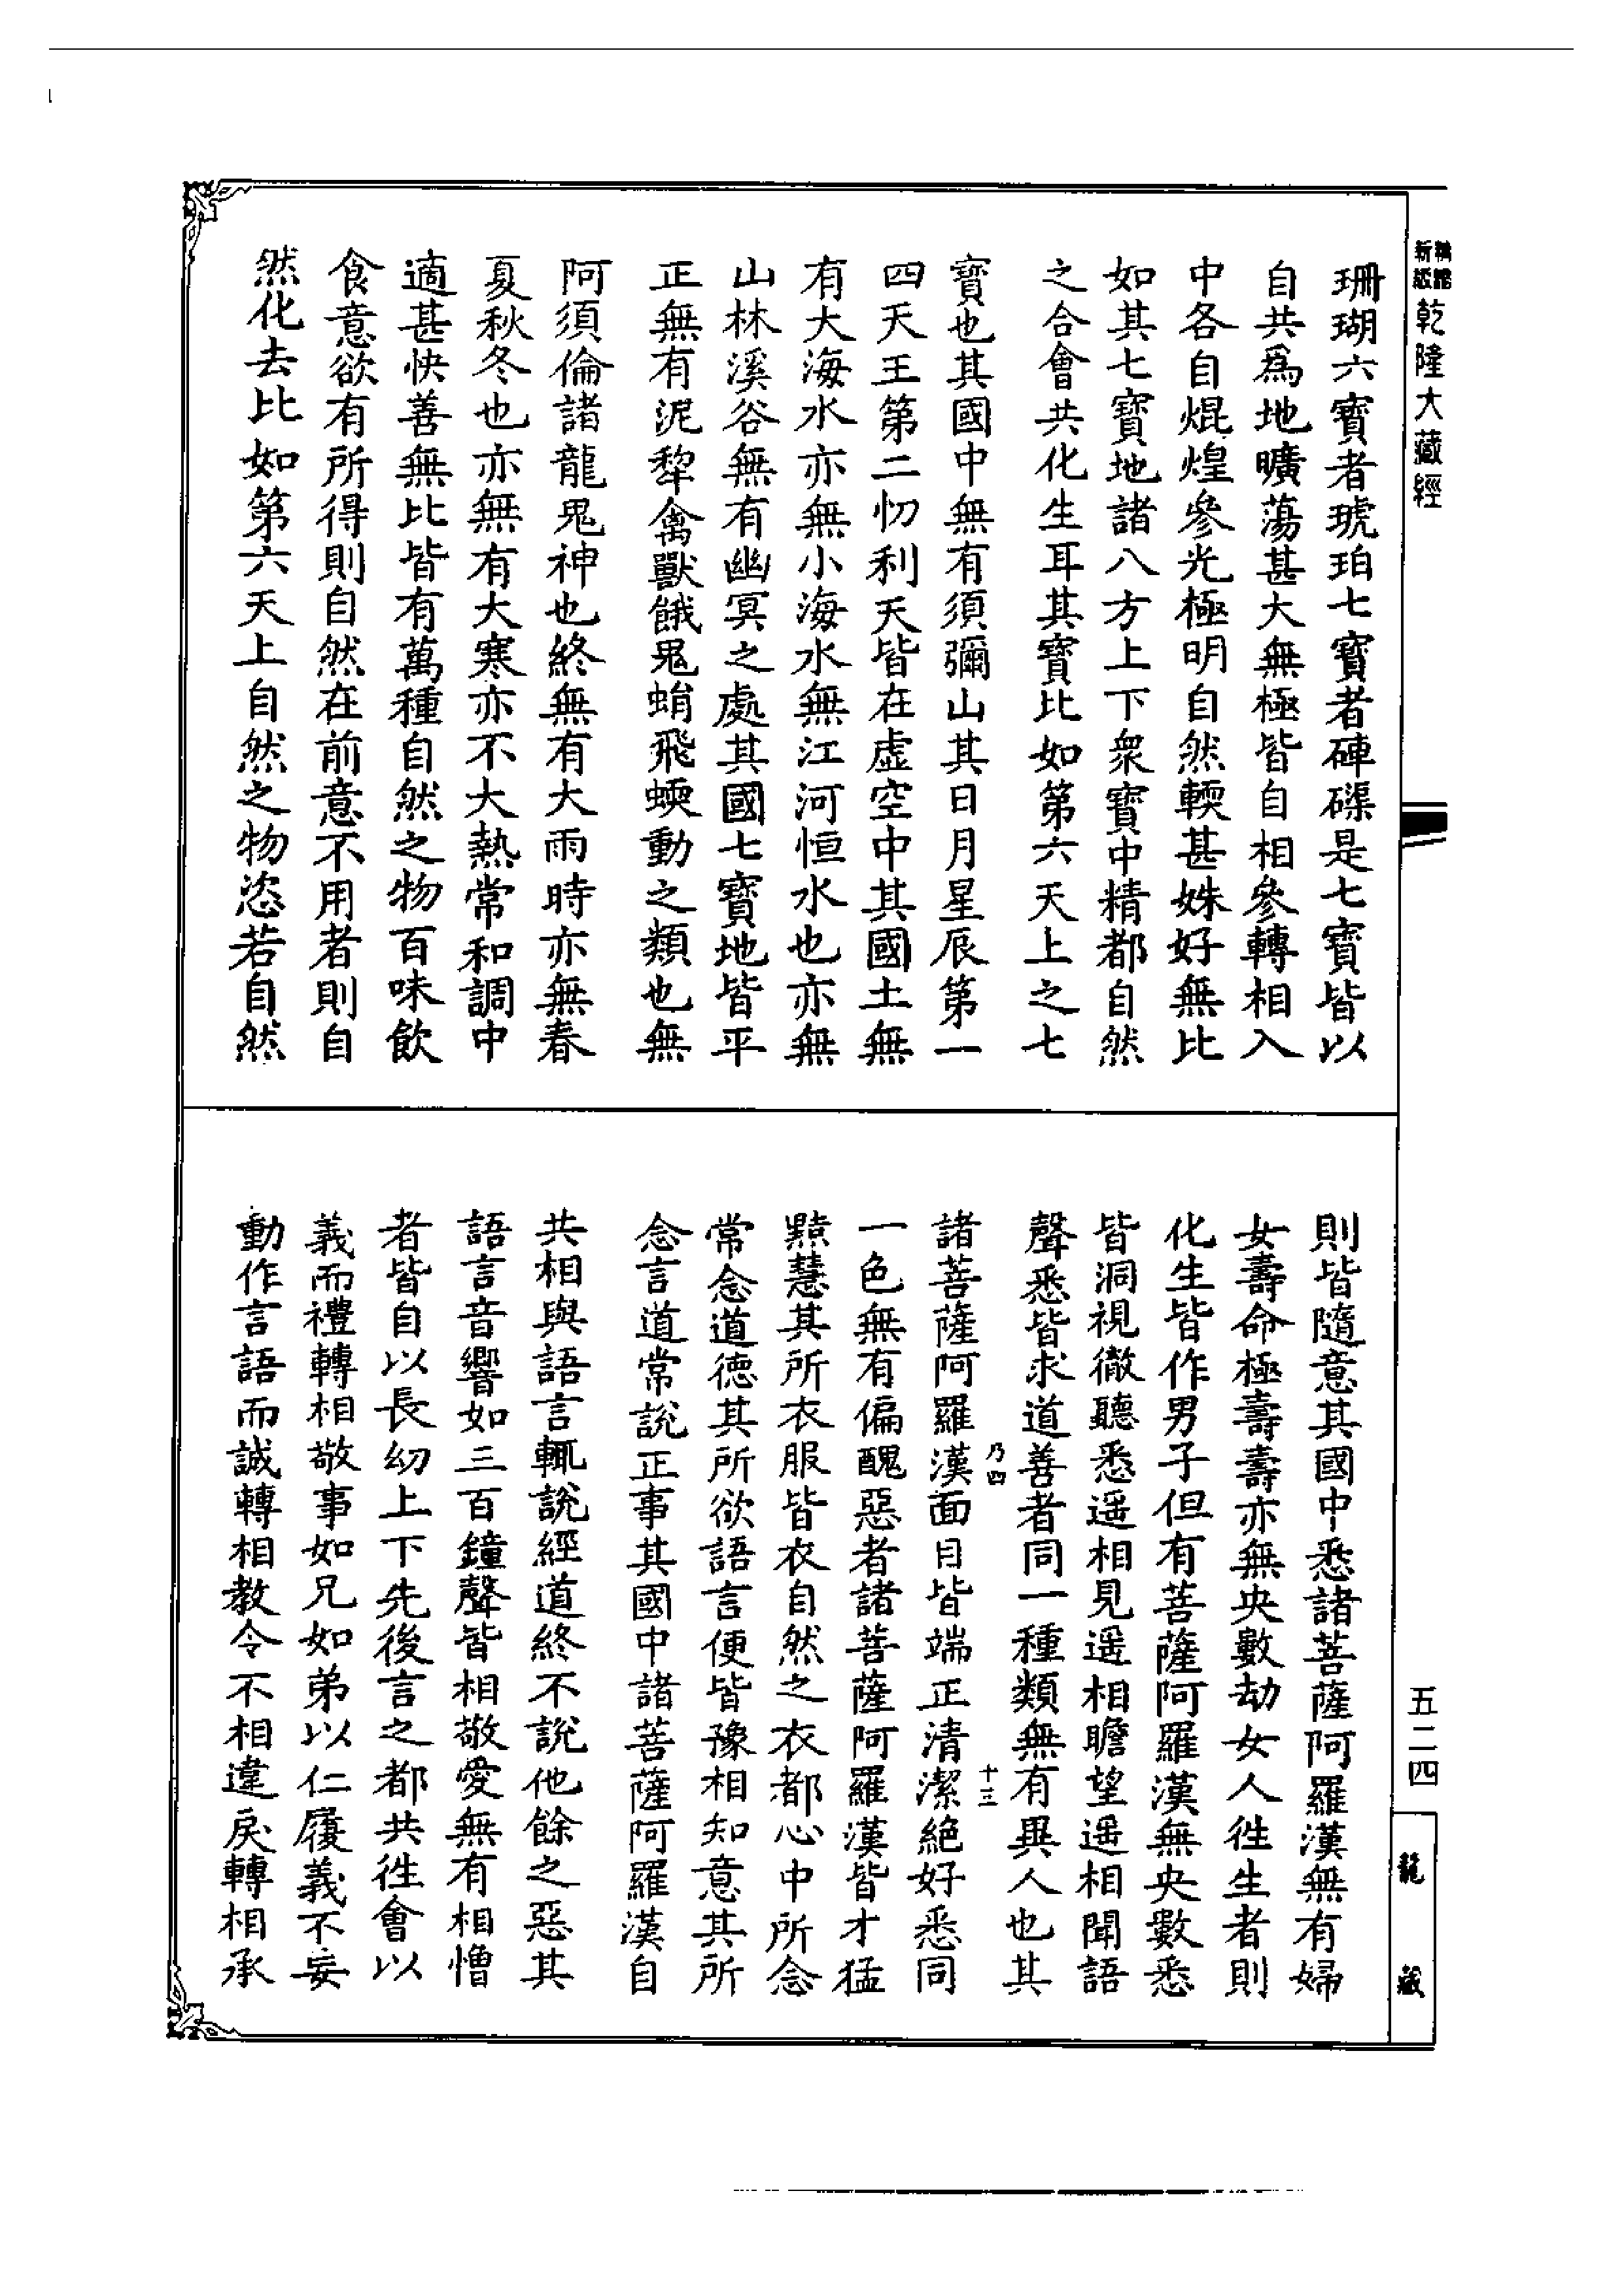 乾隆大藏經
珊瑚六寶者琥珀七寶者硨磲是七寶皆以
自共爲地曠蕩甚大無極皆自相參轉相入
中各自焜煌參光極明自然輭甚姝好無比
如其七寶地諸八方上下衆寶中精都自然
之合會共化生耳其寶比如第六天上之七
寶也其國中無有須彌山其日月星辰第一
四天王第二忉利天皆在虛空中其國土無
有大海水亦無小海水無江河恒水也亦無
山林溪谷無有幽冥之處其國七寶地皆平
正無有泥犂禽獸餓鬼蜎飛蝡動之類也無
阿須倫諸龍鬼神也終無有大雨時亦無春
夏秋冬也亦無有大寒亦不大熱常和調中
適甚快善無比皆有萬種自然之物百味飲
食意欲有所得則自然在前意不用者則自
然化去比如第六天上自然之物恣若自然
則皆隨意其國中悉諸菩薩阿羅漢無有婦
女壽命極壽壽亦無央數劫女人徃生者則
化生皆作男子但有菩薩阿羅漢無央數悉
皆洞視徹聽悉遥相見遥相瞻望遥相聞語
聲悉皆求道善者同一種類無有異人也其
諸菩薩阿羅漢面目皆端正清潔絶好悉同
一色無有偏醜惡者諸菩薩阿羅漢皆才猛
黠慧其所衣服皆衣自然之衣都心中所念
常念道德其所欲語言便皆豫相知意其所
念言道常說正事其國中諸菩薩阿羅漢自
共相與語言輒說經道終不說他餘之惡其
語言音響如三百鐘聲皆相敬愛無有相憎
者皆自以長幼上下先後言之都共徃會以
義而禮轉相敬事如兄如弟以仁履義不妄
動作言語而誠轉相教令不相違戾轉相承
乃四
十三
五二四
龍藏